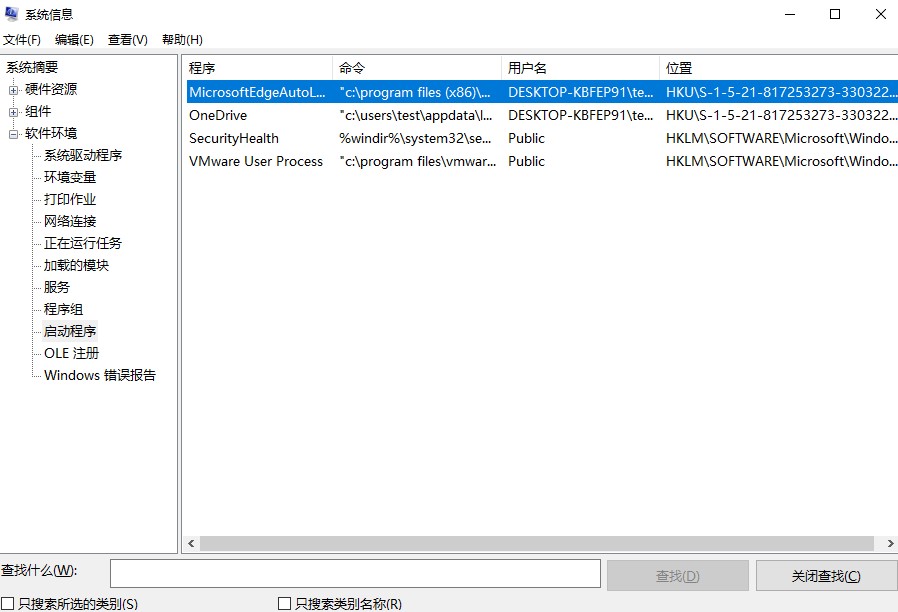 系统信息
文件(F) 编辑(E) 查看(V) 帮助(H)
系统摘要
硬件资源
组件
软件环境
系统驱动程序
环境变量
打印作业
网络连接
正在运行任务
加载的模块
服务
程序组
启动程序
OLE 注册
Windows 错误报告
程序 命令 用户名 位置
MicrosoftEdgeAutoL... "c:\program files (x86)\... DESKTOP-KBFEP91\te... HKU\S-1-5-21-817253273-330322...
OneDrive "c:\users\test\appdata\l... DESKTOP-KBFEP91\te... HKU\S-1-5-21-817253273-330322...
SecurityHealth %windir%\system32\se... Public HKLM\SOFTWARE\Microsoft\Windo...
VMware User Process "c:\program files\vmwar... Public HKLM\SOFTWARE\Microsoft\Windo...
查找什么(W): 查找(D) 关闭查找(C)
只搜索所选的类别(S) 只搜索类别名称(R)